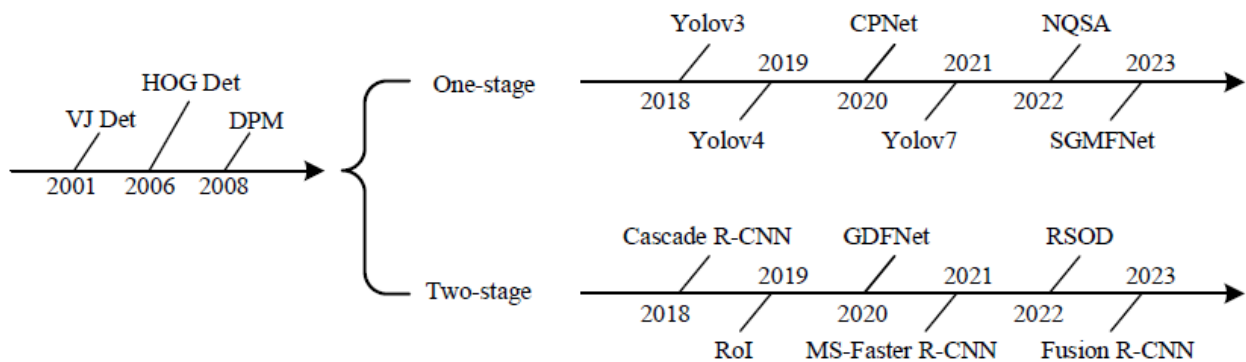 HOG Det
VJ Det
DPM
2001
2006
2008
One-stage
Yolov3
CPNet
NQSA
2019
2021
2023
2018
2020
2022
Yolov4
Yolov7
SGMFNet
Two-stage
Cascade R-CNN
GDFNet
RSOD
2019
2021
2023
2018
2020
2022
RoI
MS-Faster R-CNN
Fusion R-CNN